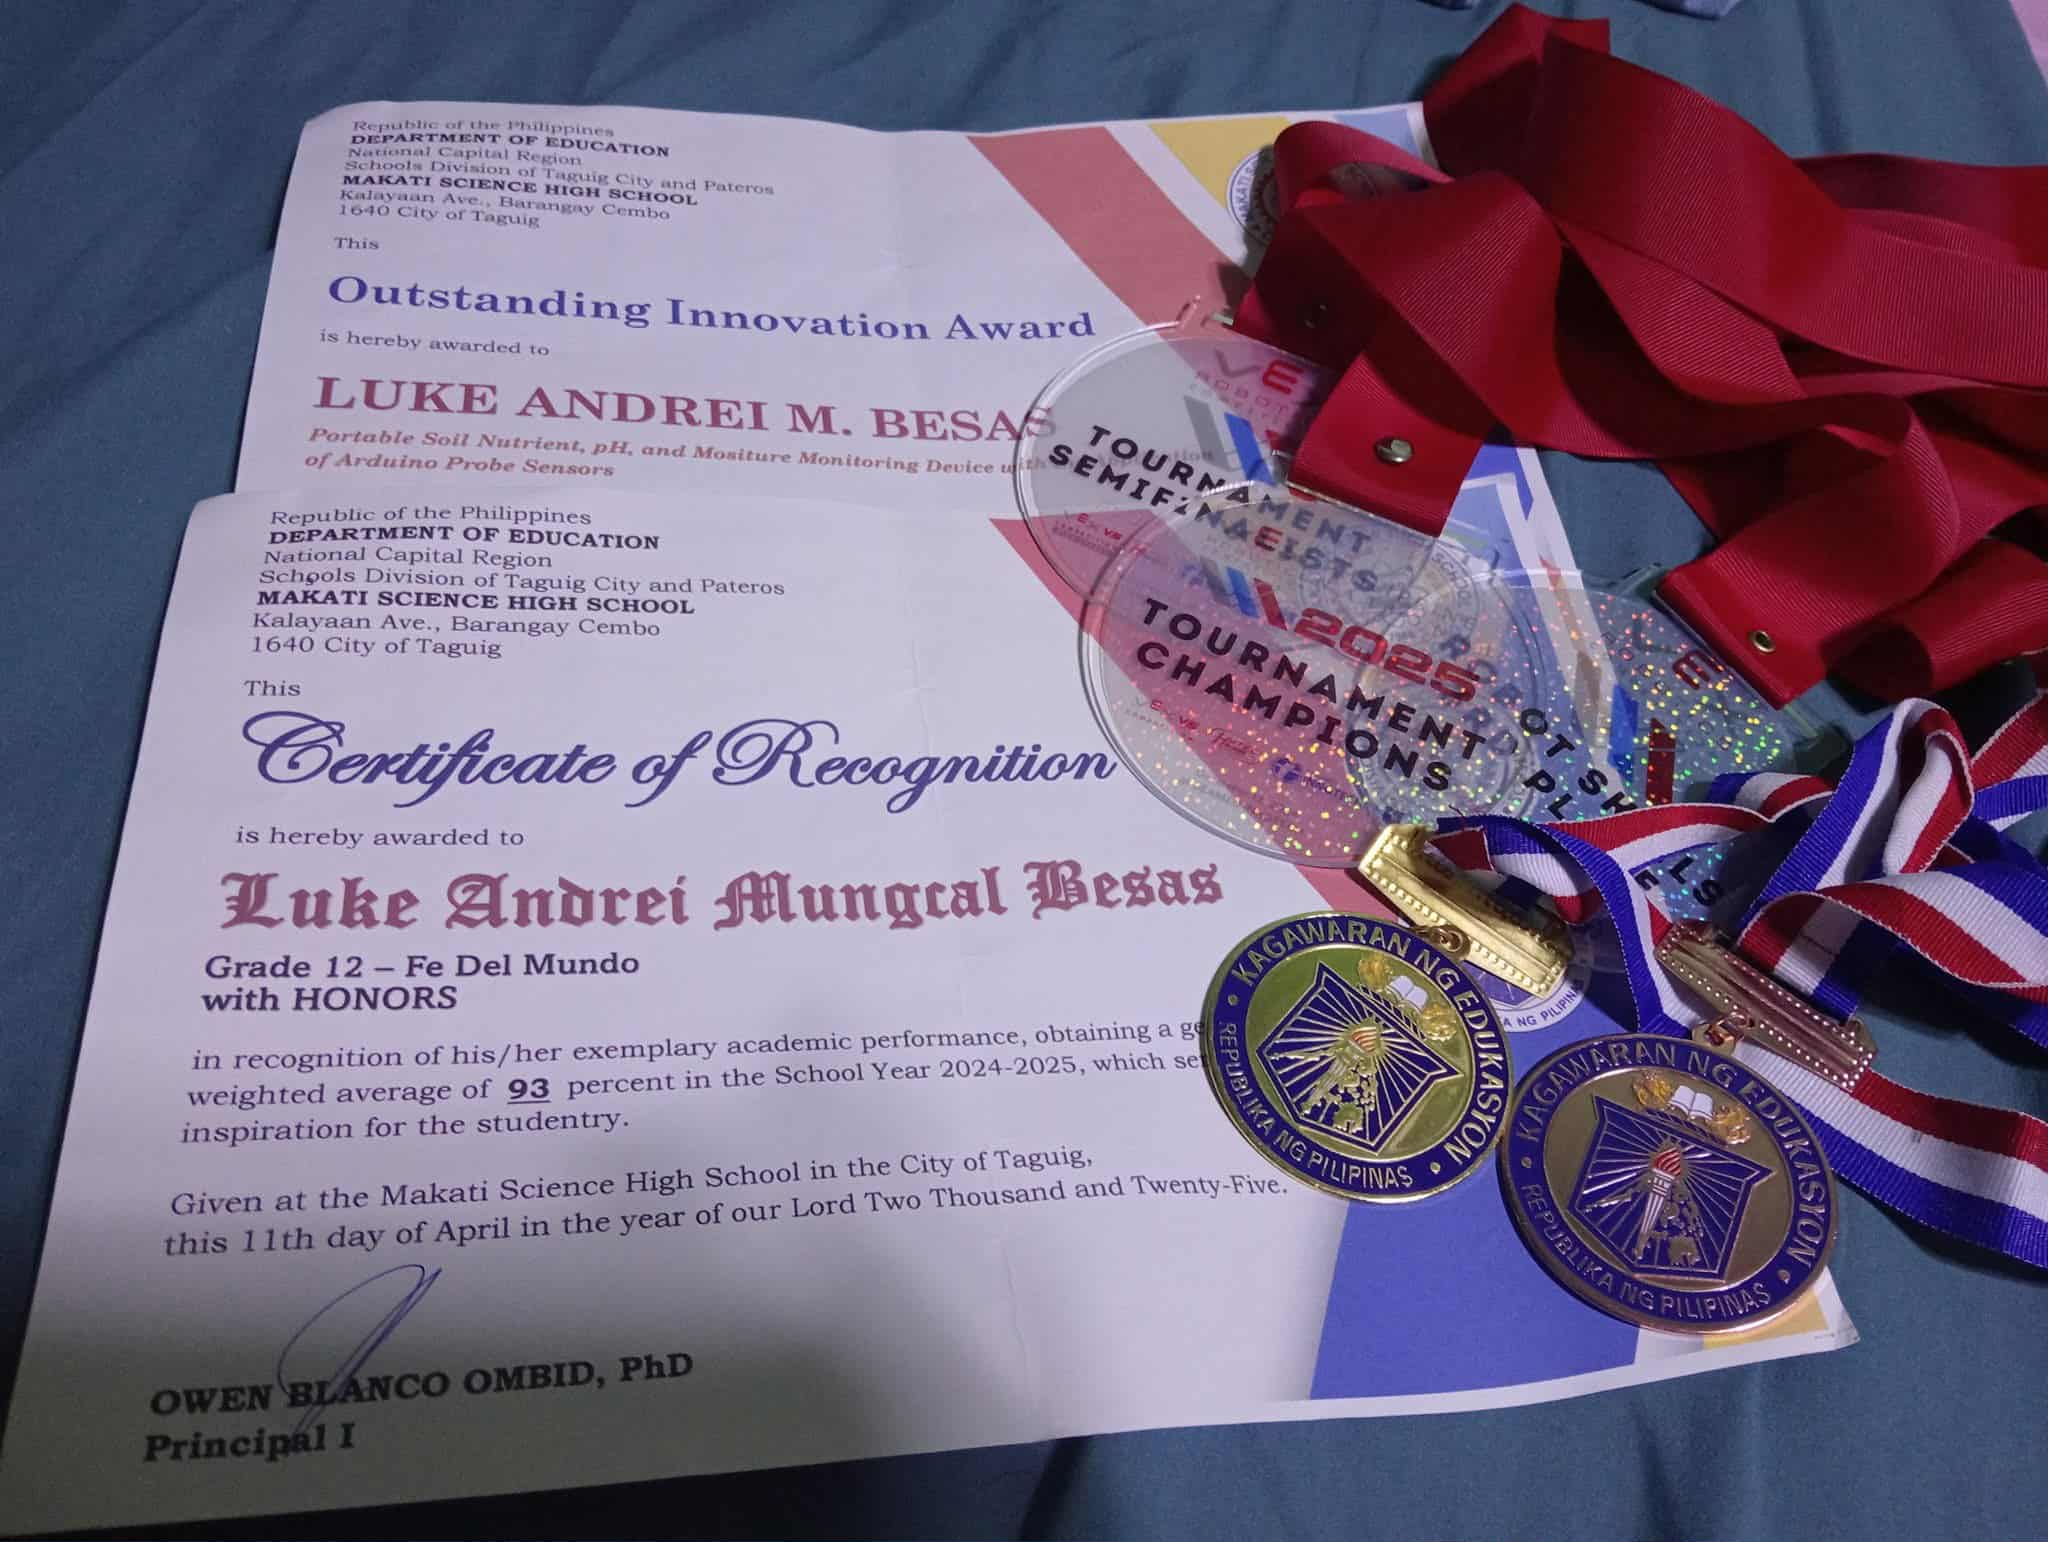 Republic of the Philippines
DEPARTMENT OF EDUCATION
National Capital Region
Schools Division of Taguig City and Pateros
MAKATI SCIENCE HIGH SCHOOL
Kalayaan Ave., Barangay Cembo
1640 City of Taguig
This
Outstanding Innovation Award
is hereby awarded to
LUKE ANDREI M. BESAS
Portable Soil Nutrient, pH, and Mositure Monitoring Device with Application
of Arduino Probe Sensors
Republic of the Philippines
DEPARTMENT OF EDUCATION
National Capital Region
Schools Division of Taguig City and Pateros
MAKATI SCIENCE HIGH SCHOOL
Kalayaan Ave., Barangay Cembo
1640 City of Taguig
This
Certificate of Recognition
is hereby awarded to
Luke Andrei Mungcal Besas
Grade 12 – Fe Del Mundo
with HONORS
in recognition of his/her exemplary academic performance, obtaining a
weighted average of 93 percent in the School Year 2024-2025, which
inspiration for the studentry.
Given at the Makati Science High School in the City of Taguig,
this 11th day of April in the year of our Lord Two Thousand and Twenty-Five.
OWEN BLANCO OMBID, PhD
Principal I
TOURNAMENT
SEMIFINALISTS
2025
TOURNAMENT
CHAMPIONS
KAGAWARAN NG EDUKASYON
REPUBLIKA NG PILIPINAS
KAGAWARAN NG EDUKASYON
REPUBLIKA NG PILIPINAS